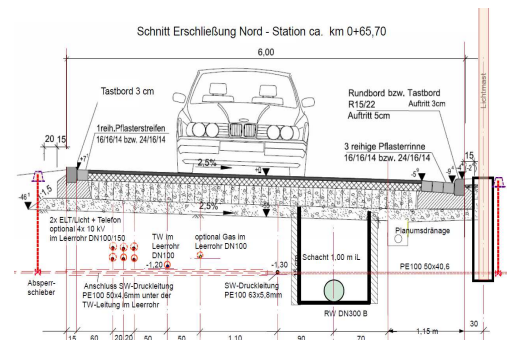 Schnitt Erschließung Nord - Station ca. km 0+65,70
6,00
Lichtmast
Tastbord 3 cm
Rundbord bzw. Tastbord
R15/22 Auftritt 3cm
Auftritt 5cm
1reih.Pflasterstreifen
16/16/14 bzw. 24/16/14
3 reihige Pflasterrinne
16/16/14 bzw. 24/16/14
20 15
15
2,5%
2,5%
1,5
2x ELT/Licht + Telefon
optional 4x 10 kV
im Leerrohr DN100/150
TW im
Leerrohr
DN100
-1,20
optional Gas im
Leerrohr DN100
-1,30
Schacht 1,00 m iL
Planumsdränage
PE100 50x40,6
Absperr-
schieber
Anschluss SW-Druckleitung
PE100 50x4,6mm unter der
TW-Leitung im Leerrohr
SW-Druckleitung
PE100 63x5,8mm
RW DN300 B
15 60 20 20 50 50 1,10 90 70 1,15 m 30